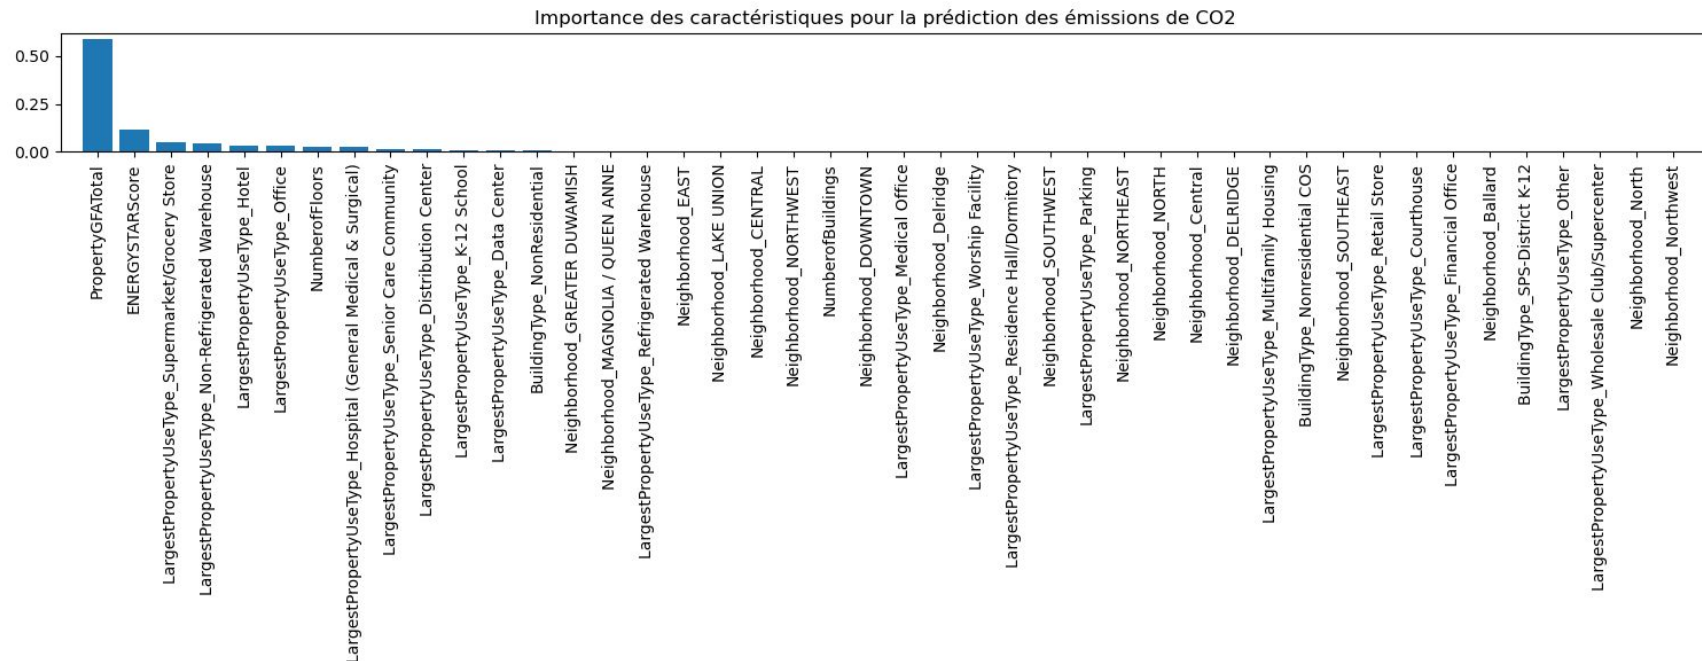 Importance des caractéristiques pour la prédiction des émissions de CO2
0.50
0.25
0.00
PropertyGFATotal
ENERGYSTARScore
LargestPropertyUseType_Supermarket/Grocery Store
LargestPropertyUseType_Non-Refrigerated Warehouse
LargestPropertyUseType_Hotel
LargestPropertyUseType_Office
NumberofFloors
LargestPropertyUseType_Hospital (General Medical & Surgical)
LargestPropertyUseType_Senior Care Community
LargestPropertyUseType_Distribution Center
LargestPropertyUseType_K-12 School
LargestPropertyUseType_Data Center
BuildingType_NonResidential
Neighborhood_GREATER DUWAMISH
Neighborhood_MAGNOLIA / QUEEN ANNE
LargestPropertyUseType_Refrigerated Warehouse
Neighborhood_EAST
Neighborhood_LAKE UNION
Neighborhood_CENTRAL
Neighborhood_NORTHWEST
NumberofBuildings
Neighborhood_DOWNTOWN
LargestPropertyUseType_Medical Office
Neighborhood_Delridge
LargestPropertyUseType_Worship Facility
LargestPropertyUseType_Residence Hall/Dormitory
Neighborhood_SOUTHWEST
LargestPropertyUseType_Parking
Neighborhood_NORTHEAST
Neighborhood_NORTH
Neighborhood_Central
Neighborhood_DELRIDGE
LargestPropertyUseType_Multifamily Housing
BuildingType_Nonresidential COS
Neighborhood_SOUTHEAST
LargestPropertyUseType_Retail Store
LargestPropertyUseType_Courthouse
LargestPropertyUseType_Financial Office
Neighborhood_Ballard
BuildingType_SPS-District K-12
LargestPropertyUseType_Other
LargestPropertyUseType_Wholesale Club/Supercenter
Neighborhood_North
Neighborhood_Northwest